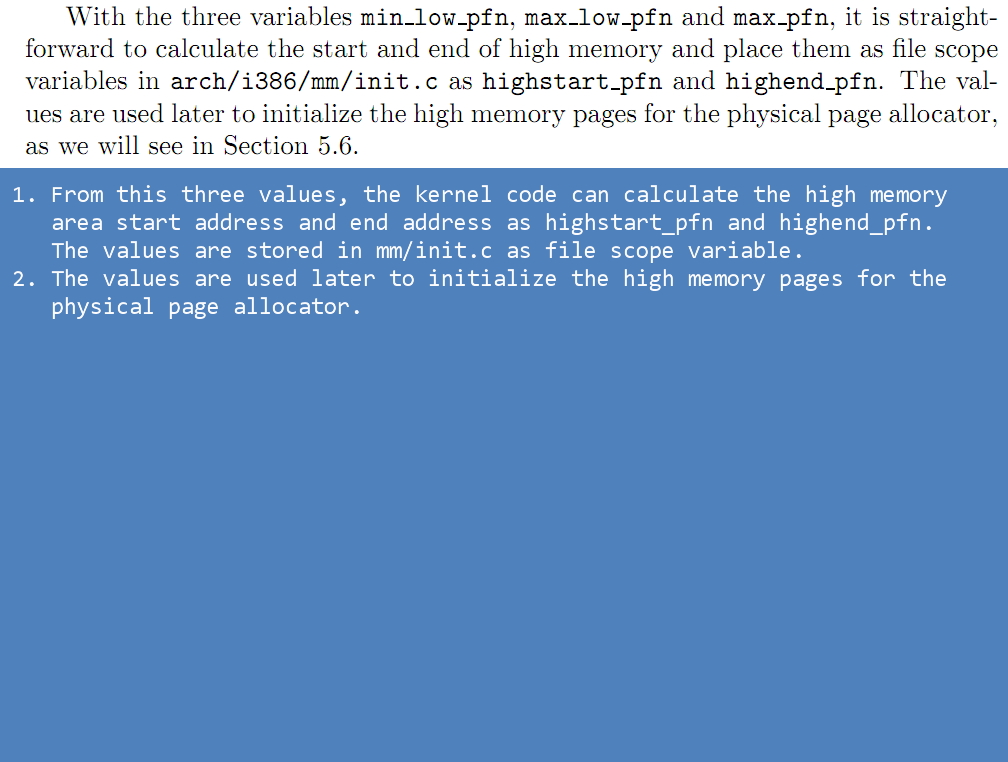 With the three variables min_low_pfn, max_low_pfn and max_pfn, it is straight-
forward to calculate the start and end of high memory and place them as file scope
variables in arch/i386/mm/init.c as highstart_pfn and highend_pfn. The val-
ues are used later to initialize the high memory pages for the physical page allocator,
as we will see in Section 5.6.
1. From this three values, the kernel code can calculate the high memory
area start address and end address as highstart_pfn and highend_pfn.
The values are stored in mm/init.c as file scope variable.
2. The values are used later to initialize the high memory pages for the
physical page allocator.